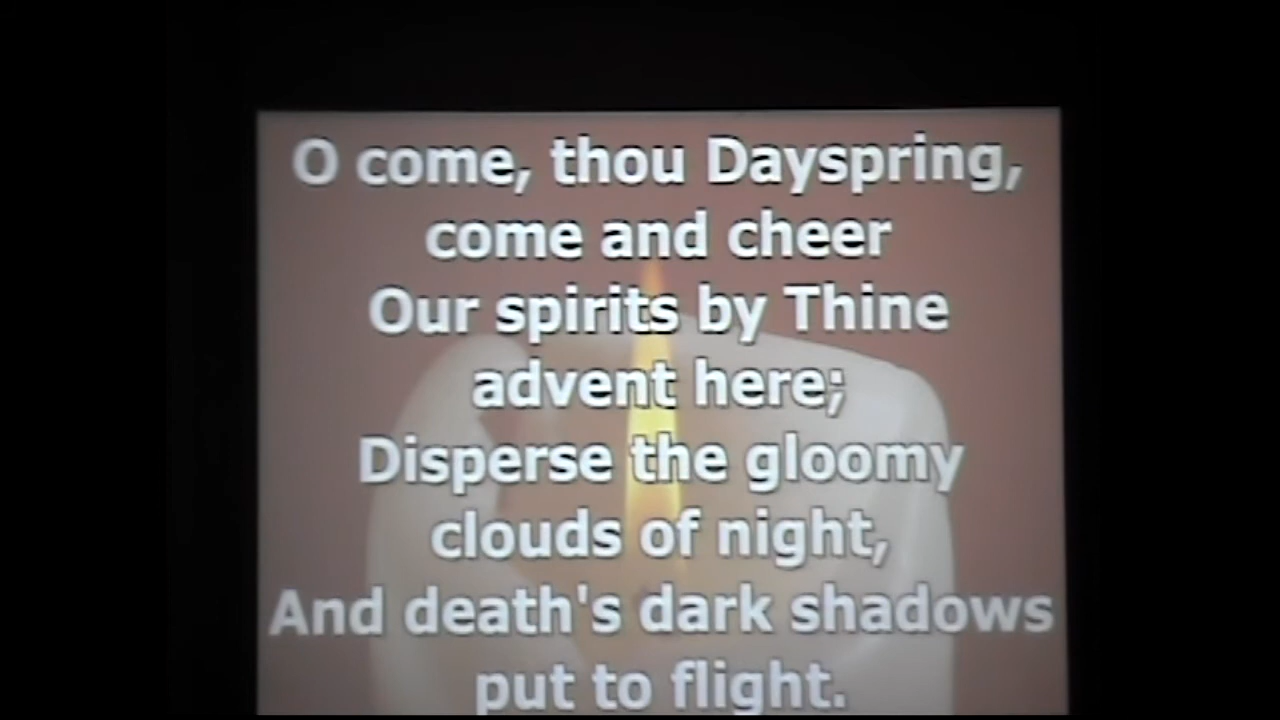 O come, thou Dayspring,
come and cheer
Our spirits by Thine
advent here;
Disperse the gloomy
clouds of night,
And death's dark shadows
put to flight.